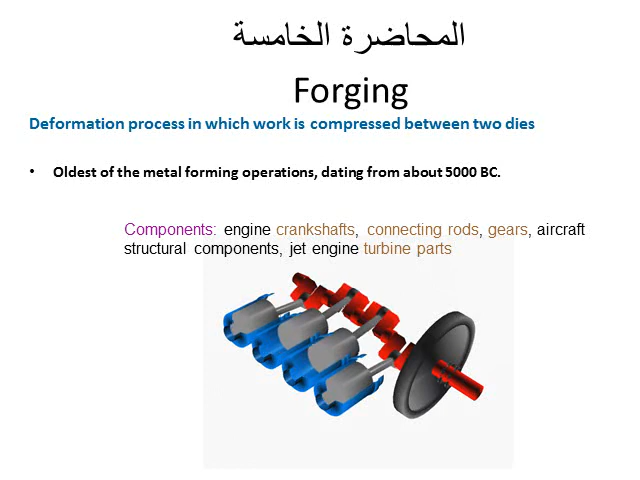 المحاضرة الخامسة
Forging
Deformation process in which work is compressed between two dies
• Oldest of the metal forming operations, dating from about 5000 BC.
Components: engine crankshafts, connecting rods, gears, aircraft
structural components, jet engine turbine parts